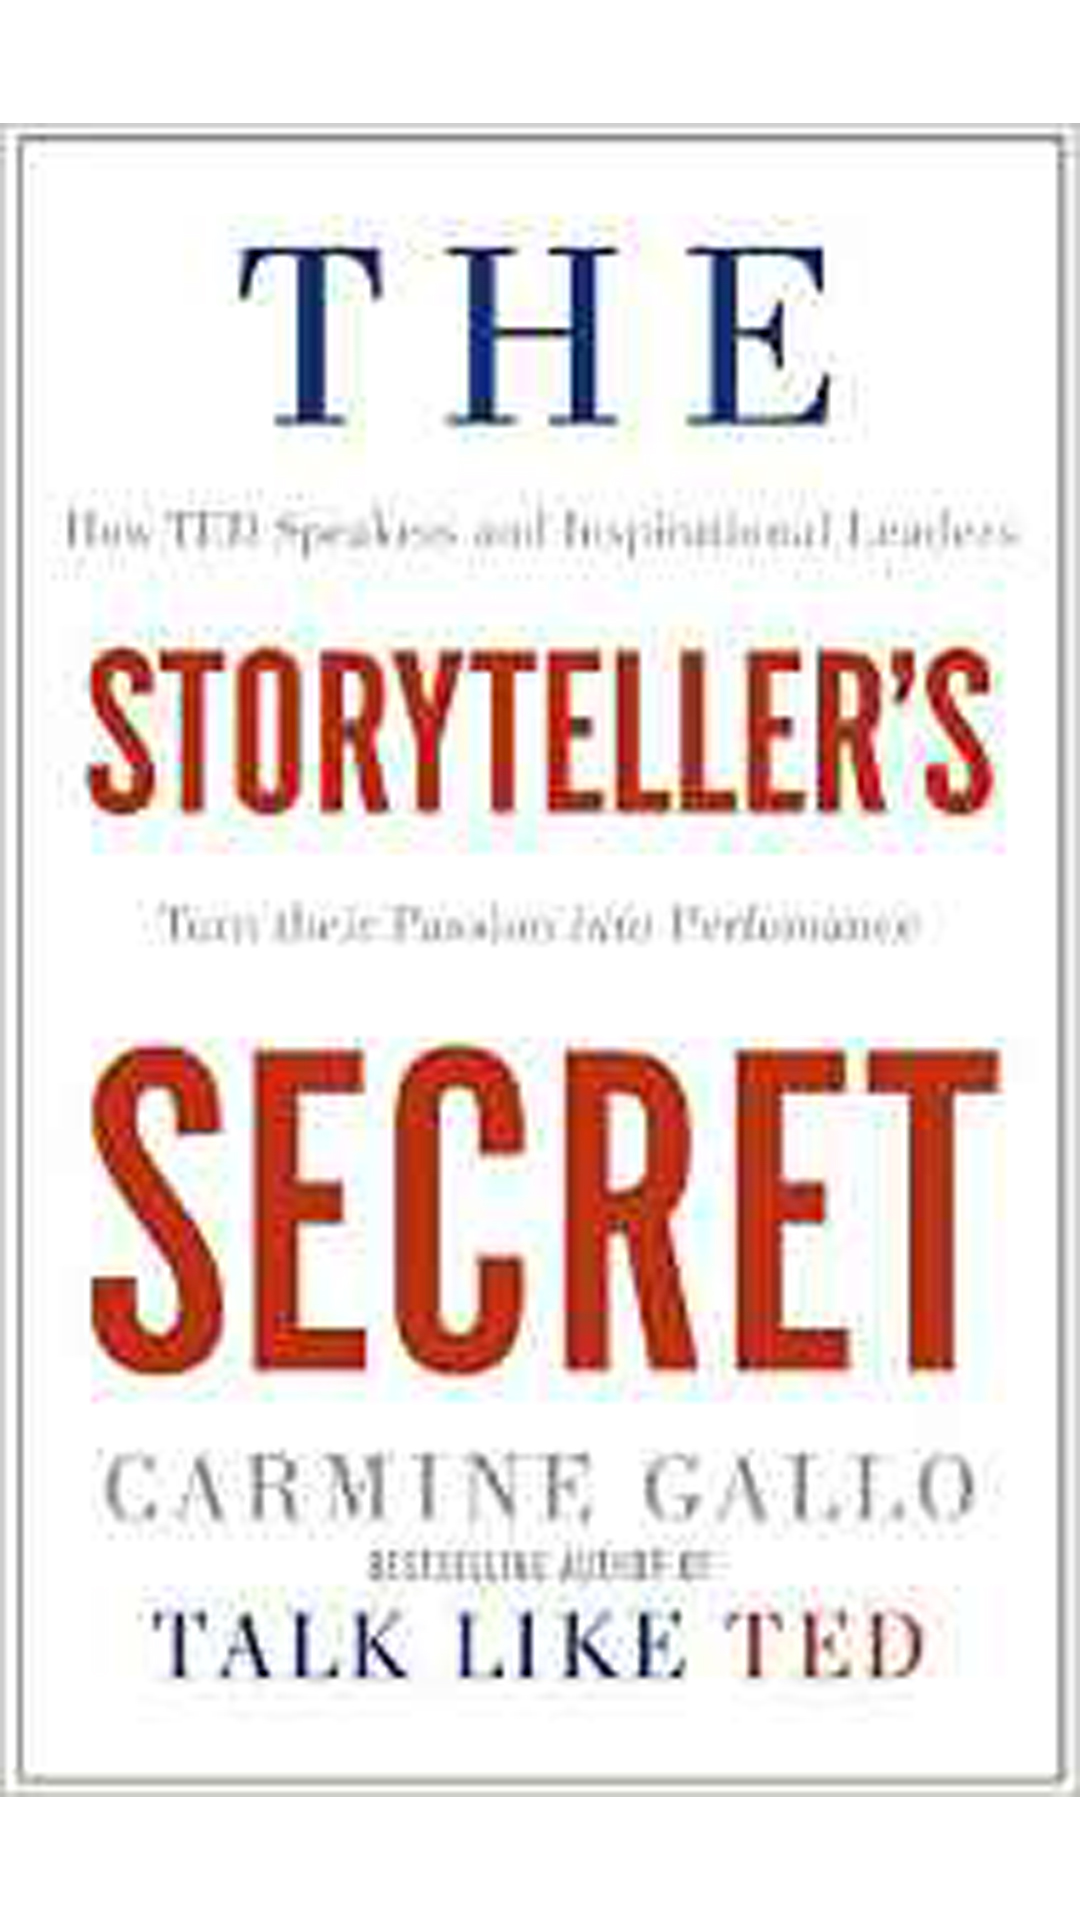 THE
How TED Speakers and Inspirational Leaders
STORYTELLER'S
Turn their Passion into Perfomance
SECRET
CARMINE GALLO
BESTSELLING AUTHOR OF
TALK LIKE TED